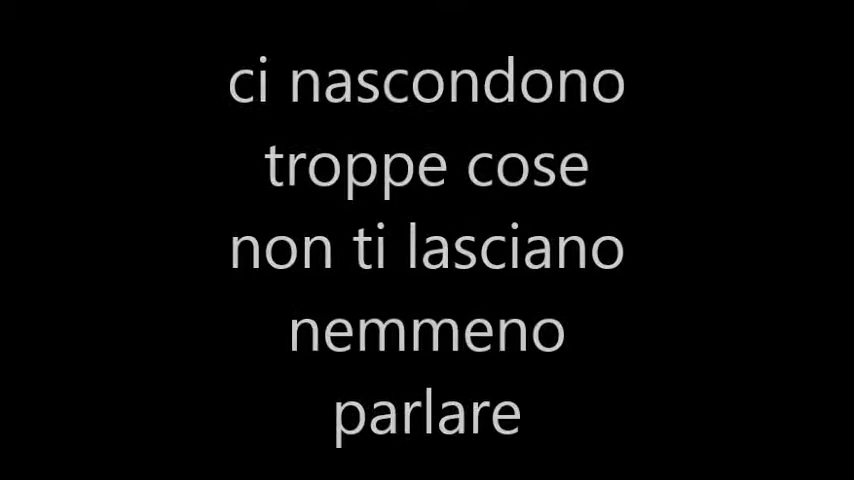 ci nascondono
troppe cose
non ti lasciano
nemmeno
parlare